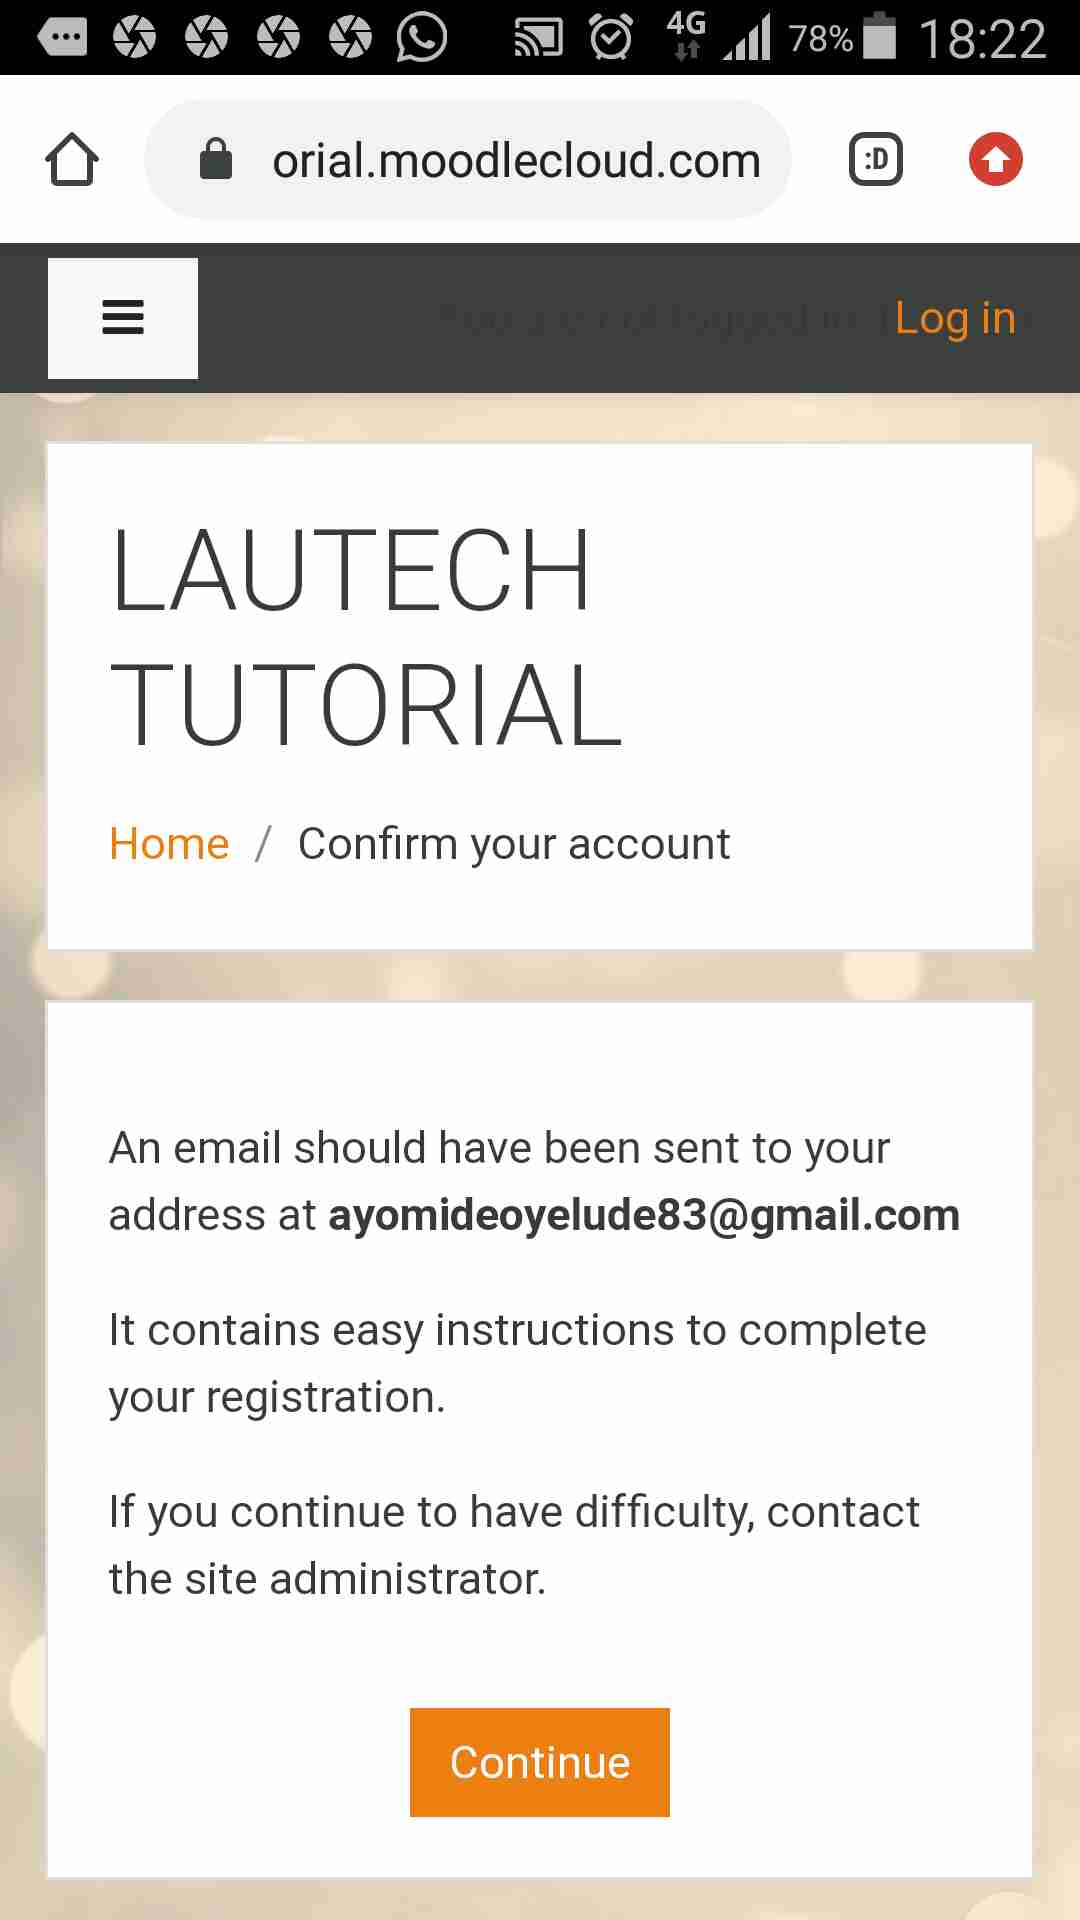 4G
78%
18:22
orial.moodlecloud.com
:D
You are not logged in. (Log in)
LAUTECH
TUTORIAL
Home / Confirm your account
An email should have been sent to your
address at ayomideoyelude83@gmail.com
It contains easy instructions to complete
your registration.
If you continue to have difficulty, contact
the site administrator.
Continue